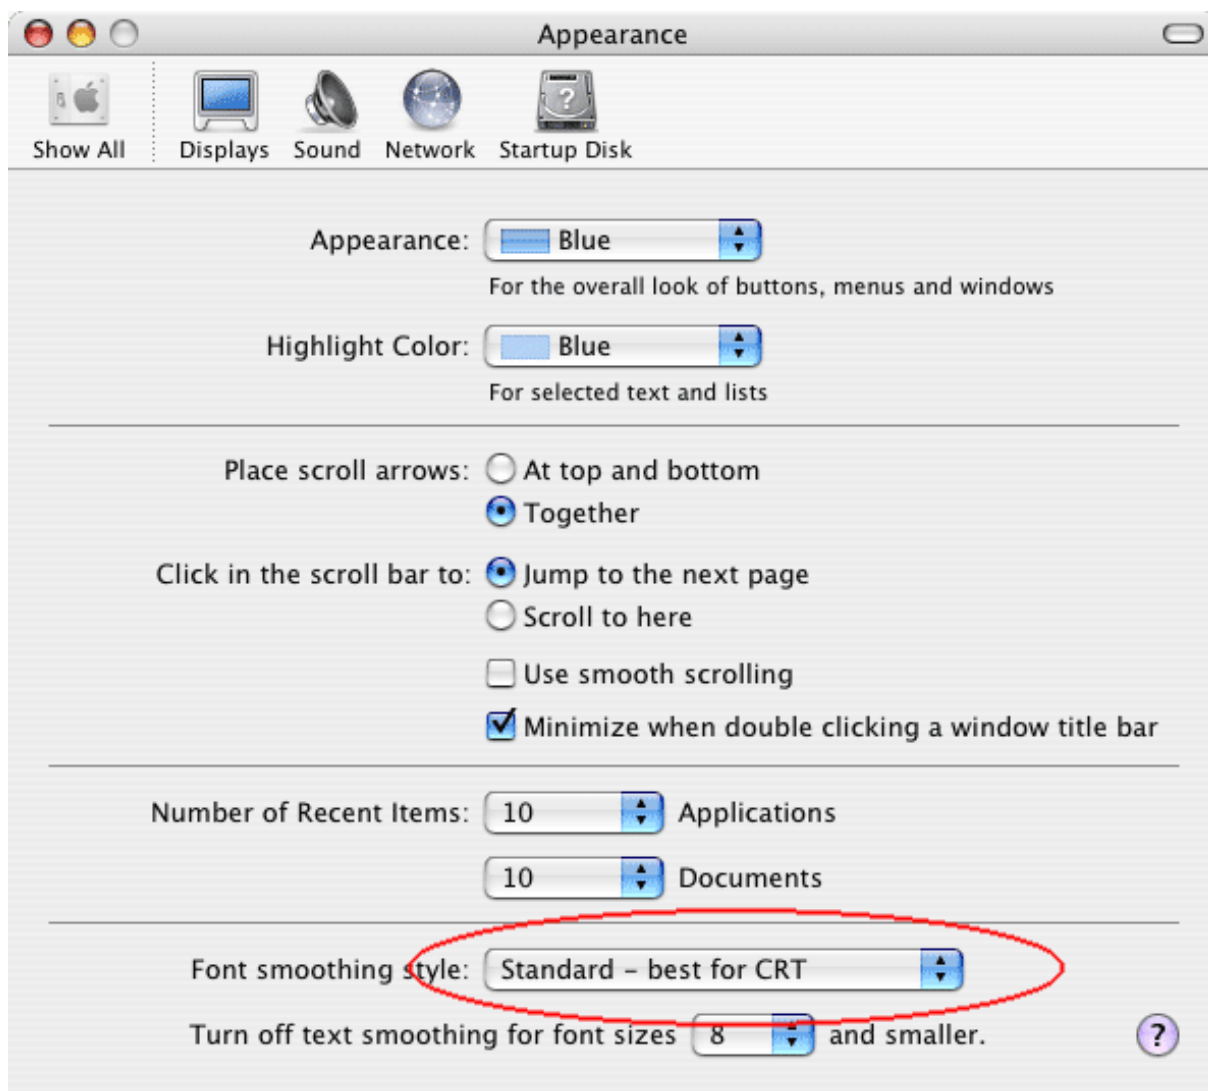 Appearance
Show All Displays Sound Network Startup Disk
Appearance: Blue
For the overall look of buttons, menus and windows
Highlight Color: Blue
For selected text and lists
Place scroll arrows: At top and bottom
Together
Click in the scroll bar to: Jump to the next page
Scroll to here
Use smooth scrolling
Minimize when double clicking a window title bar
Number of Recent Items: 10 Applications
10 Documents
Font smoothing style: Standard – best for CRT
Turn off text smoothing for font sizes 8 and smaller. ?